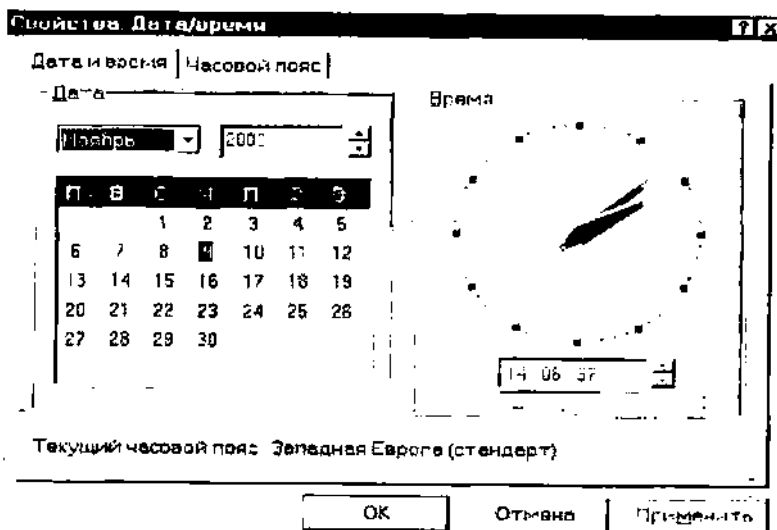 Свойства: Дата/время
Дата и время Часовой пояс
Дата
Время
Ноябрь
П В С Ч П С В
1 2 3 4 5
6 7 8 9 10 11 12
13 14 15 16 17 18 19
20 21 22 23 24 25 26
27 28 29 30
14 06 37
Текущий часовой пояс Западная Европа (стандарт)
OK Отмена Применить